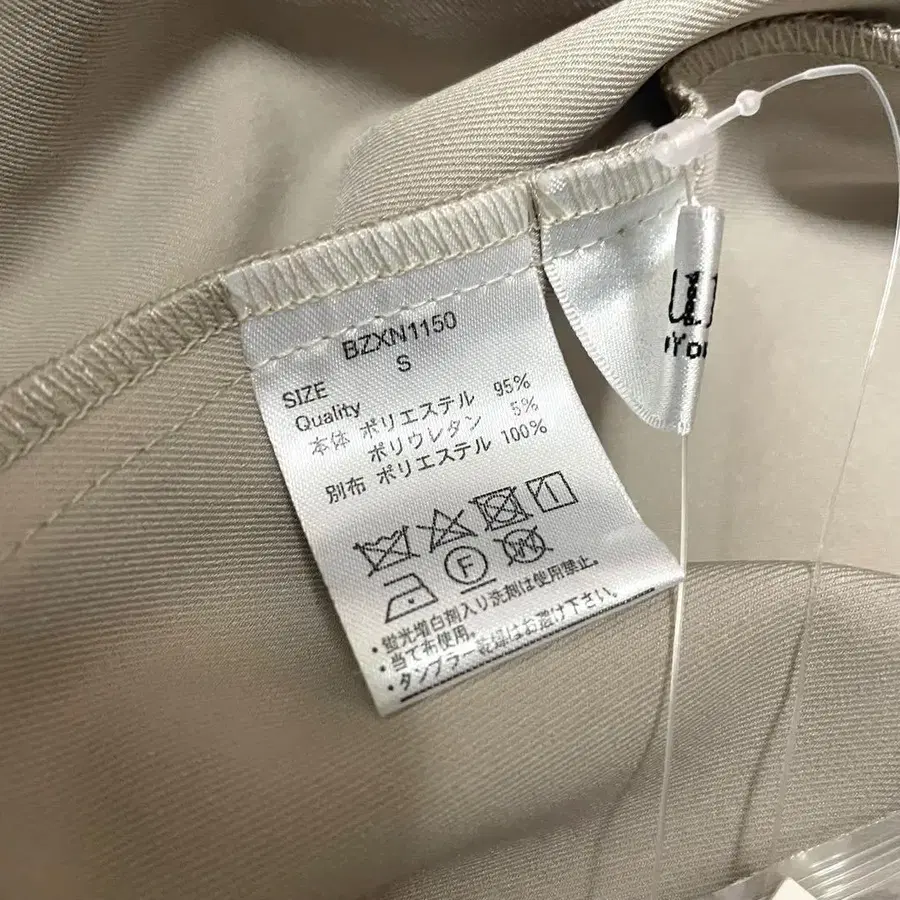 BZXN1150
SIZE S
Quality
本体 ポリエステル 95%
ポリウレタン 5%
別布 ポリエステル 100%
F
W
・蛍光増白剤入り洗剤は使用禁止。
・当て布使用。
・タンブラー乾燥はお避け下さい。